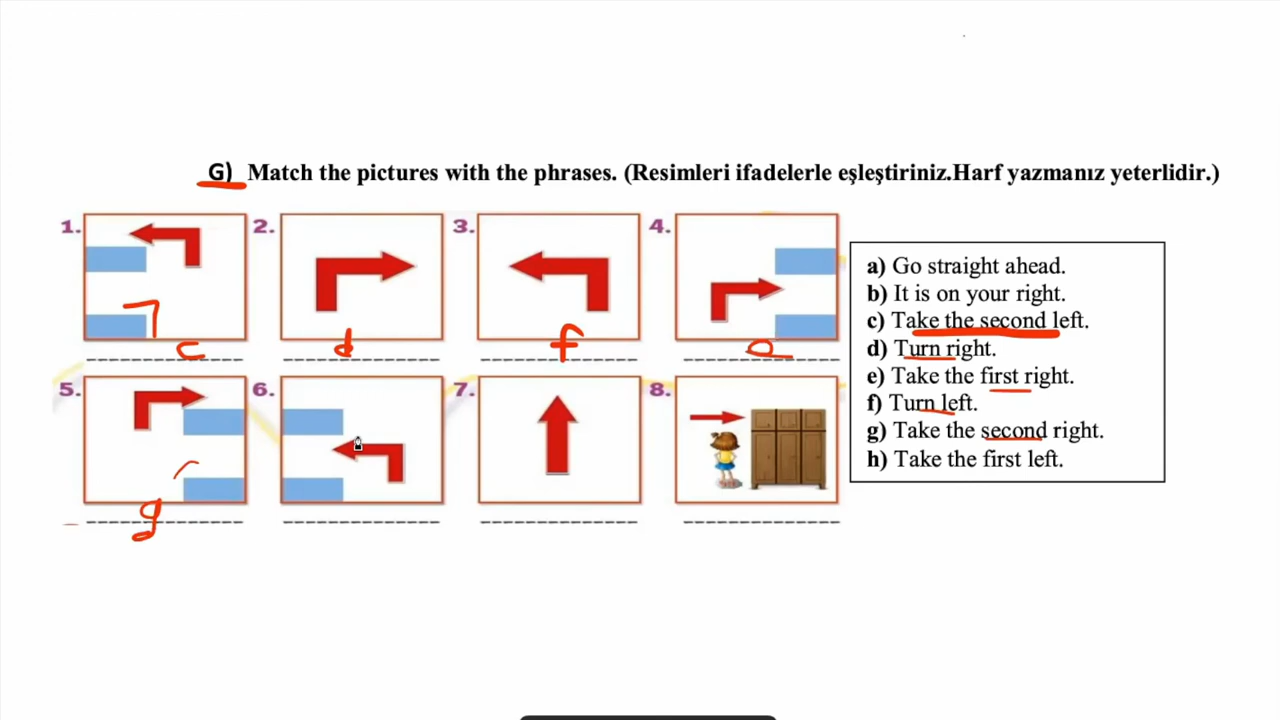 G) Match the pictures with the phrases. (Resimleri ifadelerle eşleştiriniz.Harf yazmanız yeterlidir.)
1. 2. 3. 4.
c d f e
5. 6. 7. 8.
g
a) Go straight ahead.
b) It is on your right.
c) Take the second left.
d) Turn right.
e) Take the first right.
f) Turn left.
g) Take the second right.
h) Take the first left.